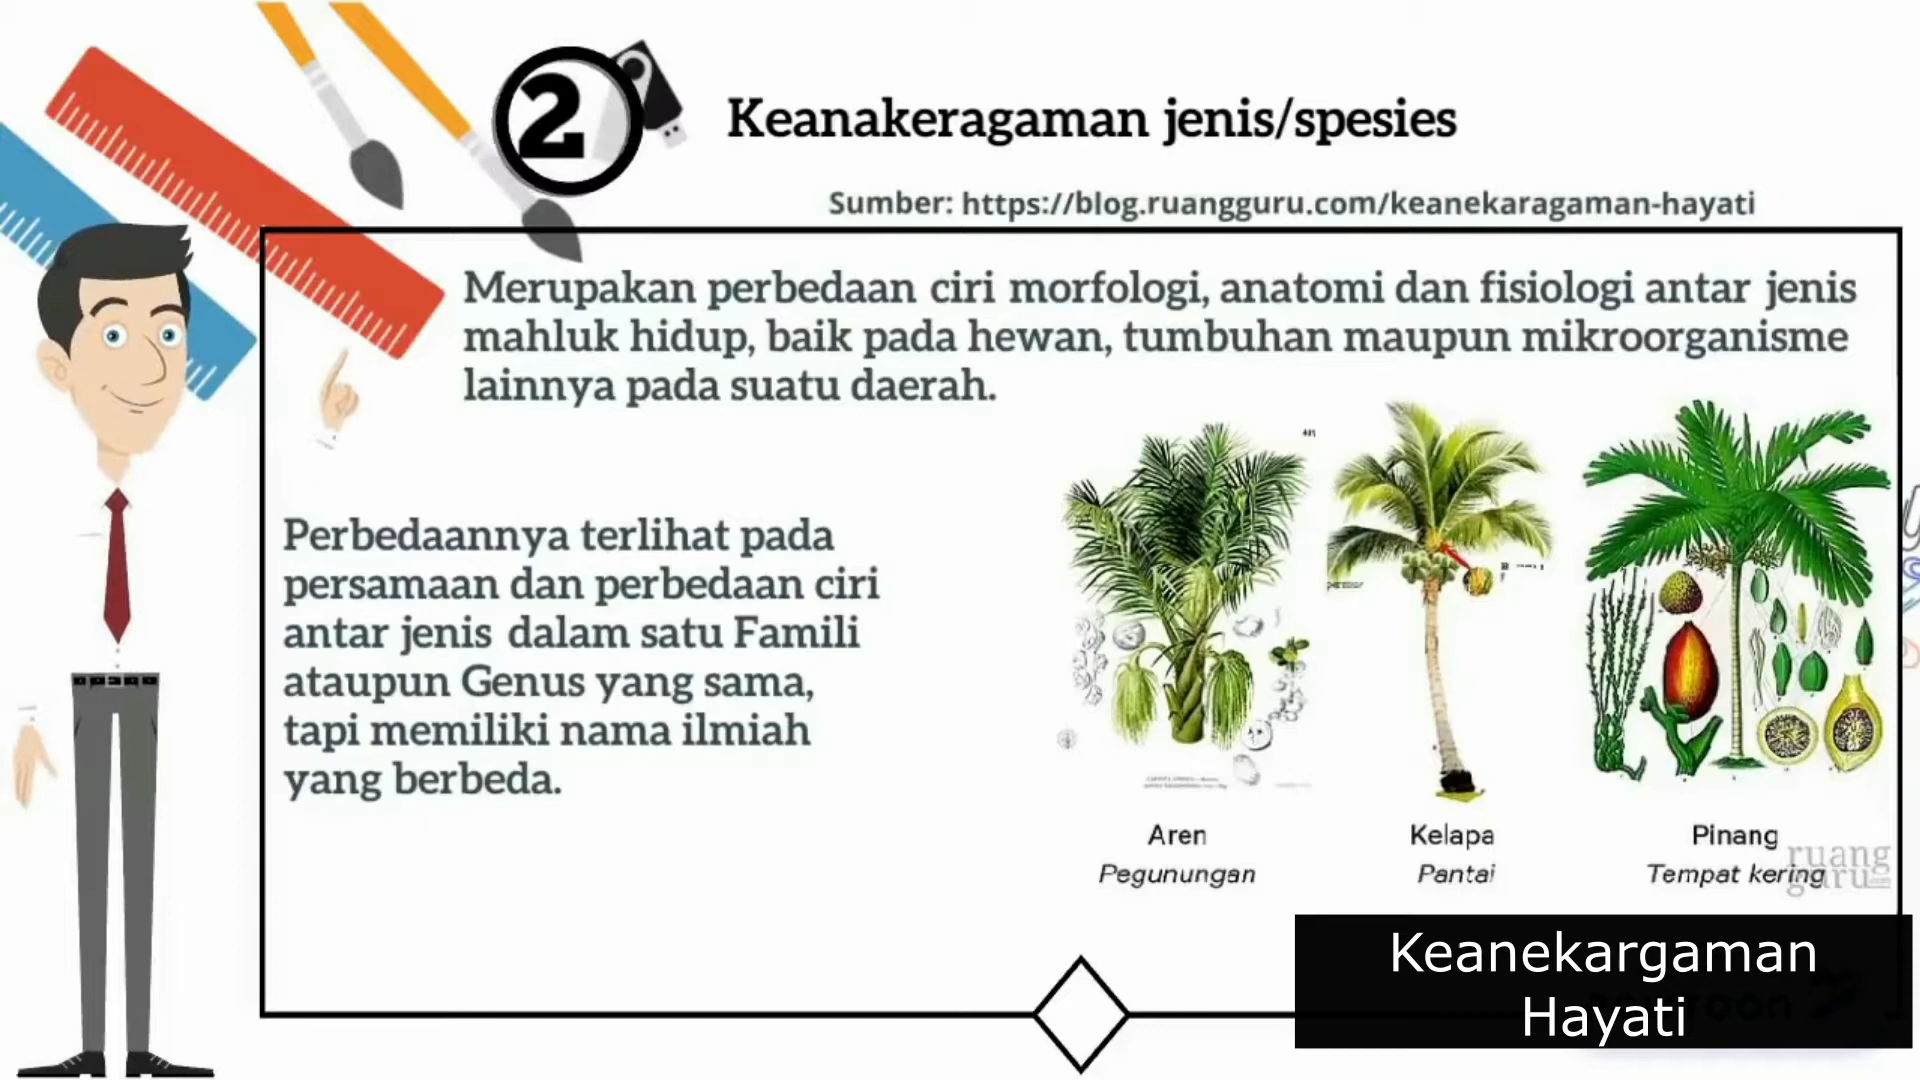 2
Keanakeragaman jenis/spesies
Sumber: https://blog.ruangguru.com/keanekaragaman-hayati
Merupakan perbedaan ciri morfologi, anatomi dan fisiologi antar jenis
mahluk hidup, baik pada hewan, tumbuhan maupun mikroorganisme
lainnya pada suatu daerah.
Perbedaannya terlihat pada
persamaan dan perbedaan ciri
antar jenis dalam satu Famili
ataupun Genus yang sama,
tapi memiliki nama ilmiah
yang berbeda.
Aren
Pegunungan
Kelapa
Pantai
Pinang
Tempat kering
ruang
guru
Keanekargaman
Hayati